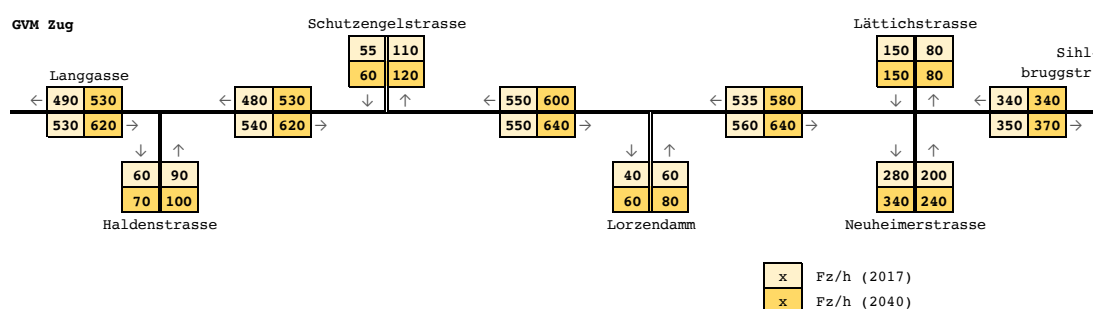 GVM Zug
Schutzengelstrasse
Lättichstrasse
55 110
150 80
Sihl
Langgasse
60 120
150 80
bruggstr
↓ ↑
↓ ↑
← 490 530
← 480 530
← 550 600
← 535 580
← 340 340
530 620 →
540 620 →
550 640 →
560 640 →
350 370 →
↓ ↑
↓ ↑
↓ ↑
60 90
40 60
280 200
70 100
60 80
340 240
Haldenstrasse
Lorzendamm
Neuheimerstrasse
x Fz/h (2017)
x Fz/h (2040)